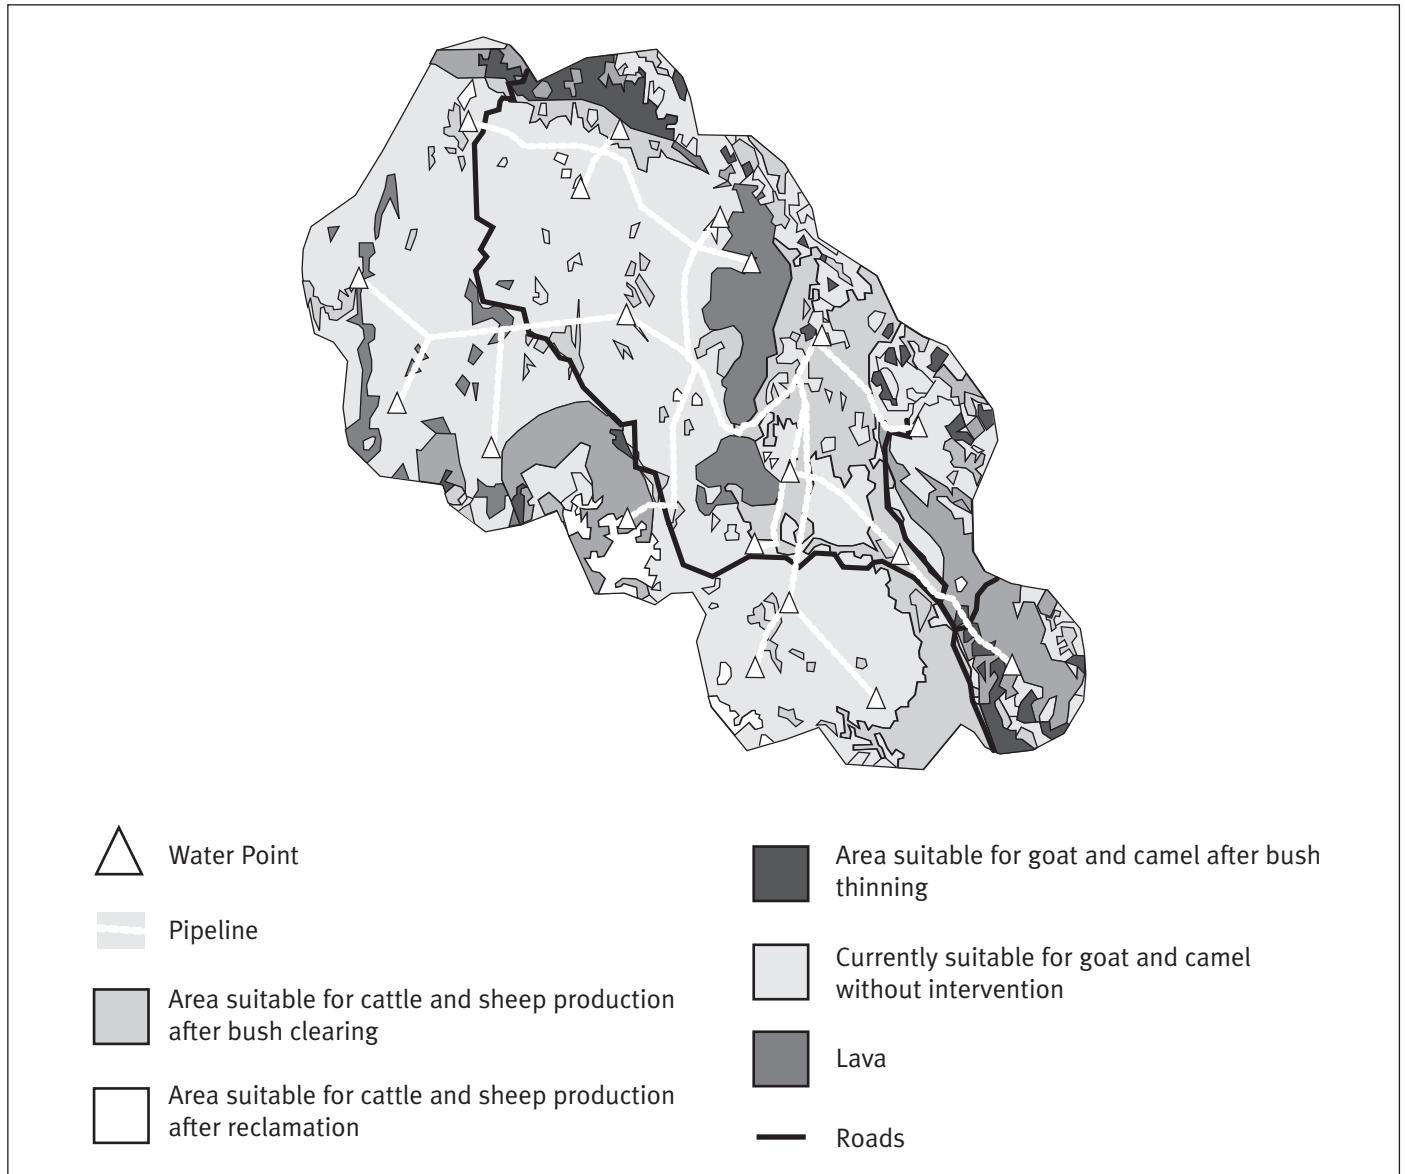 Water Point
Pipeline
Area suitable for cattle and sheep production
after bush clearing
Area suitable for cattle and sheep production
after reclamation
Area suitable for goat and camel after bush
thinning
Currently suitable for goat and camel
without intervention
Lava
Roads